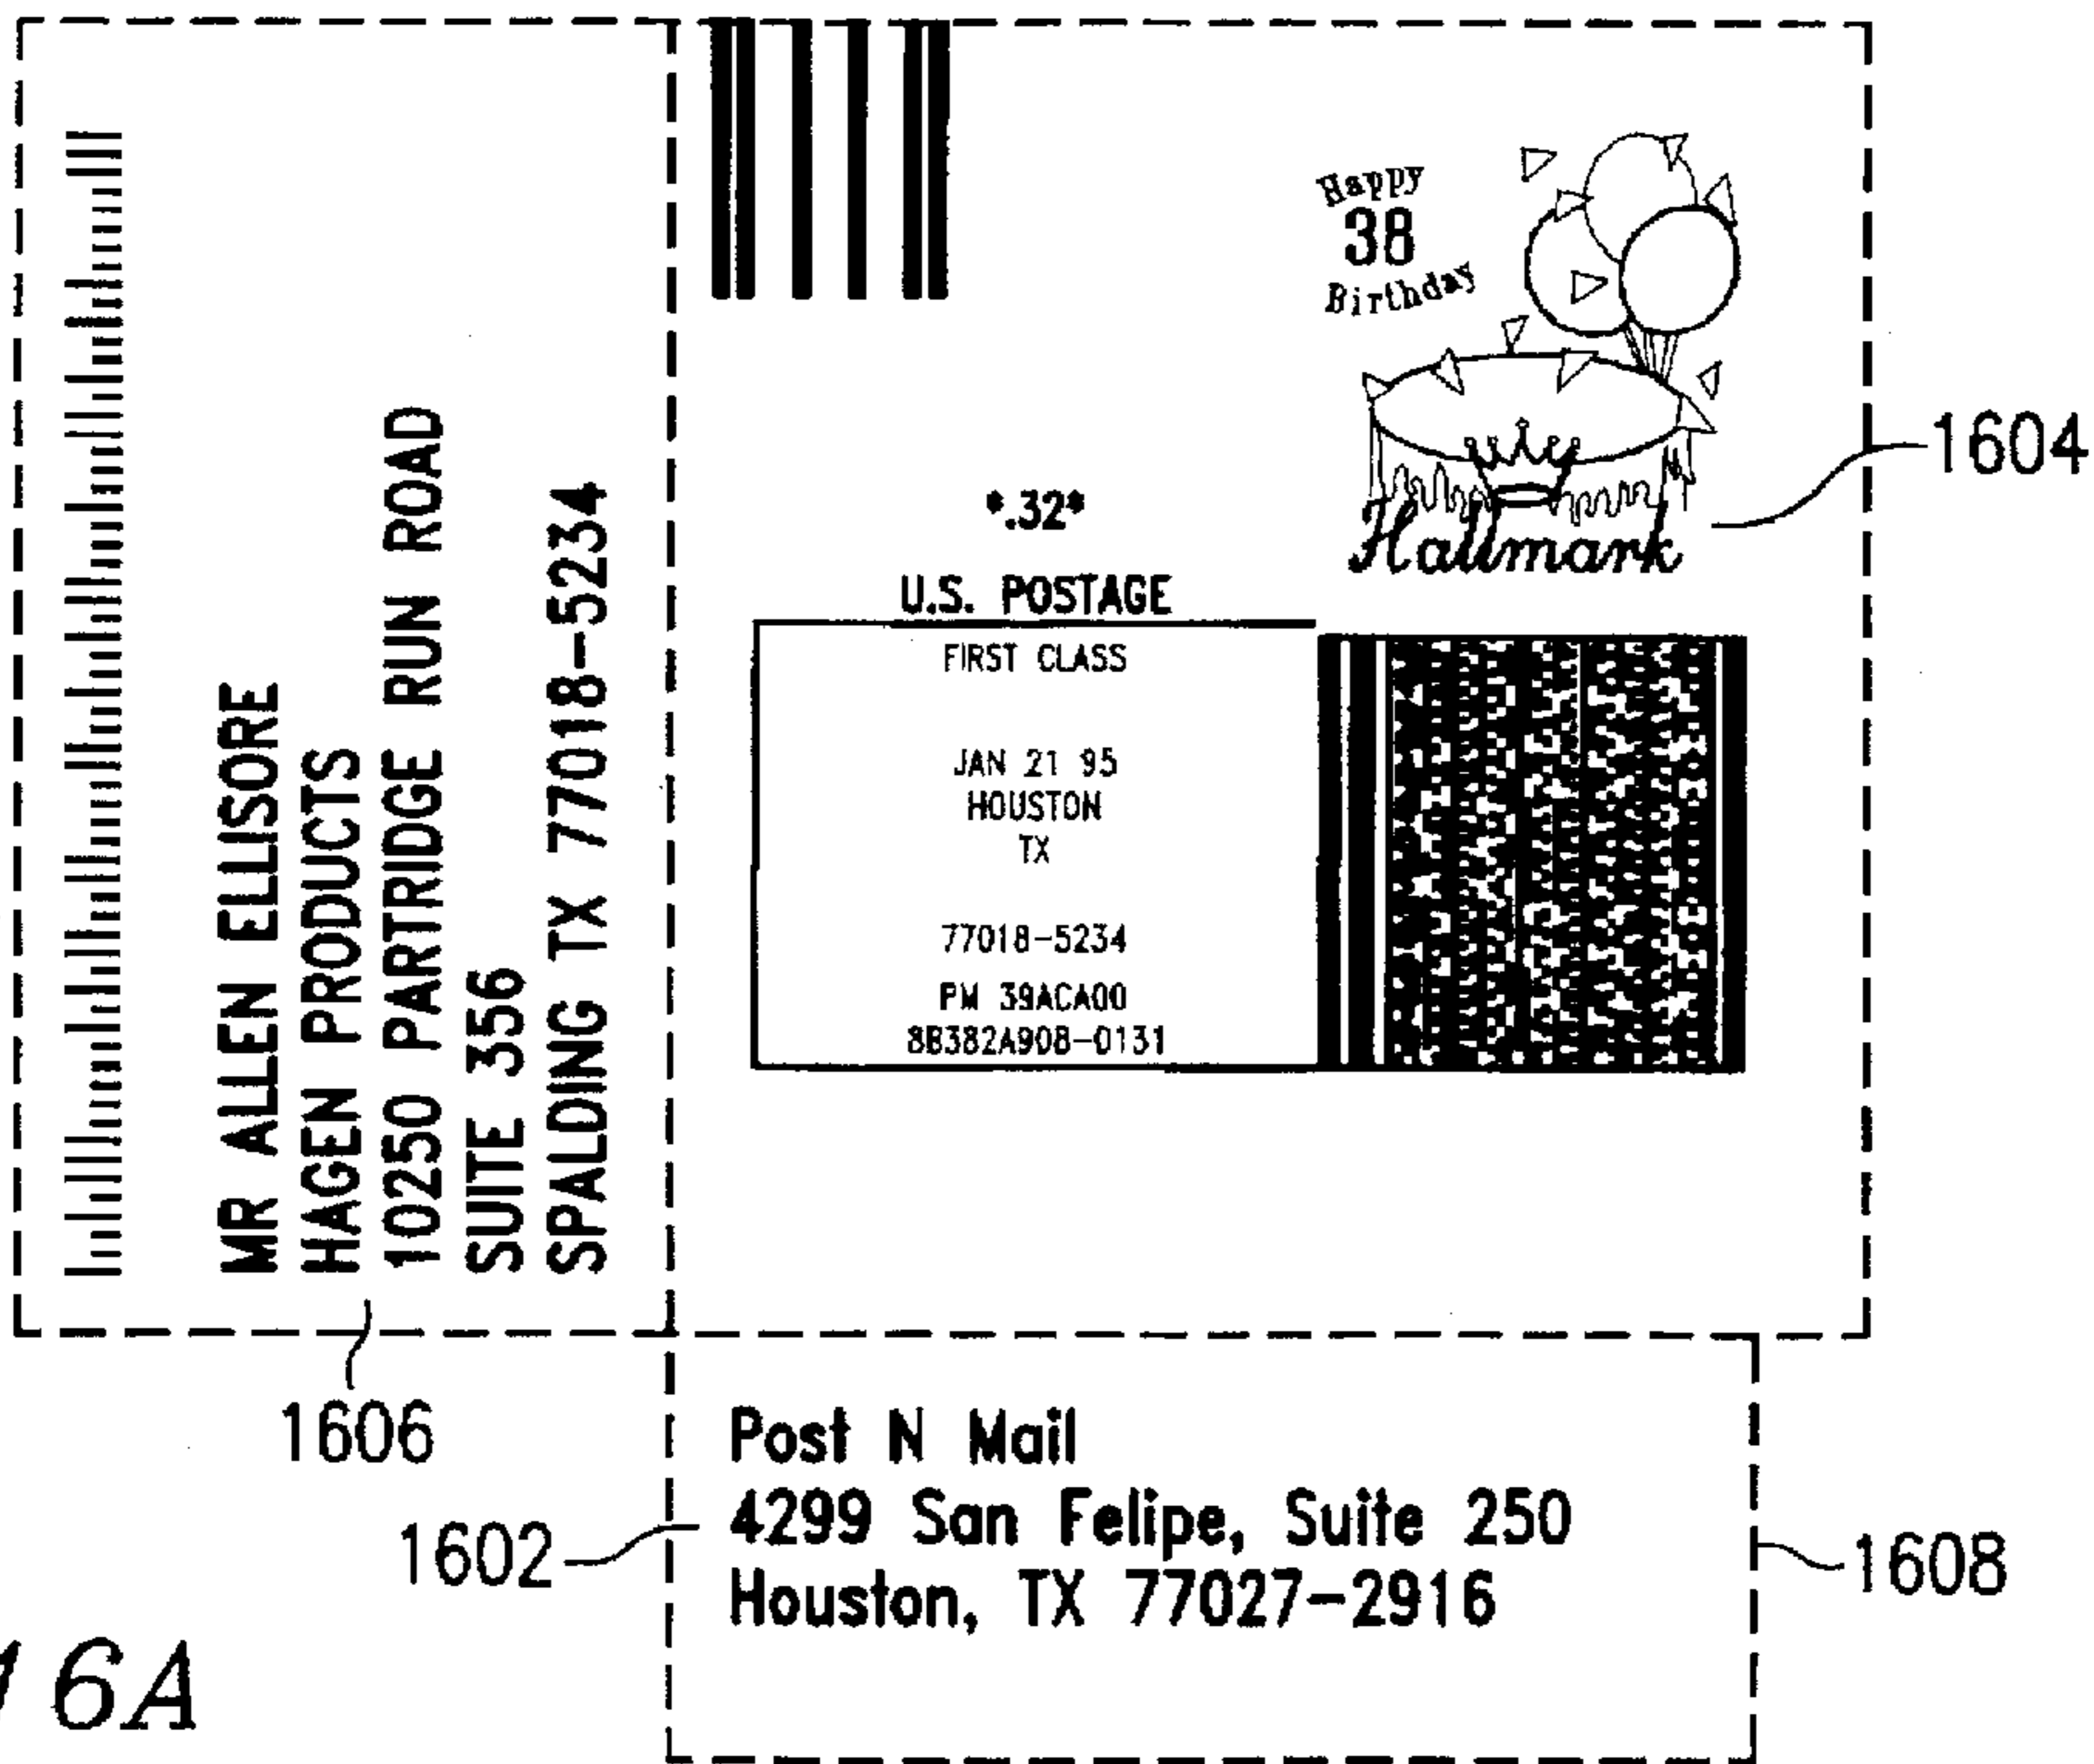 MR ALLEN ELLISORE
HAGEN PRODUCTS
10250 PARTRIDGE RUN ROAD
SUITE 356
SPALDING TX 77018-5234
Happy
38
Birthday
Hallmark
1604
*.32*
U.S. POSTAGE
FIRST CLASS
JAN 21 95
HOUSTON
TX
77018-5234
PM 39ACA00
8B382A908-0131
1606
Post N Mail
4299 San Felipe, Suite 250
Houston, TX 77027-2916
1602
1608
16A